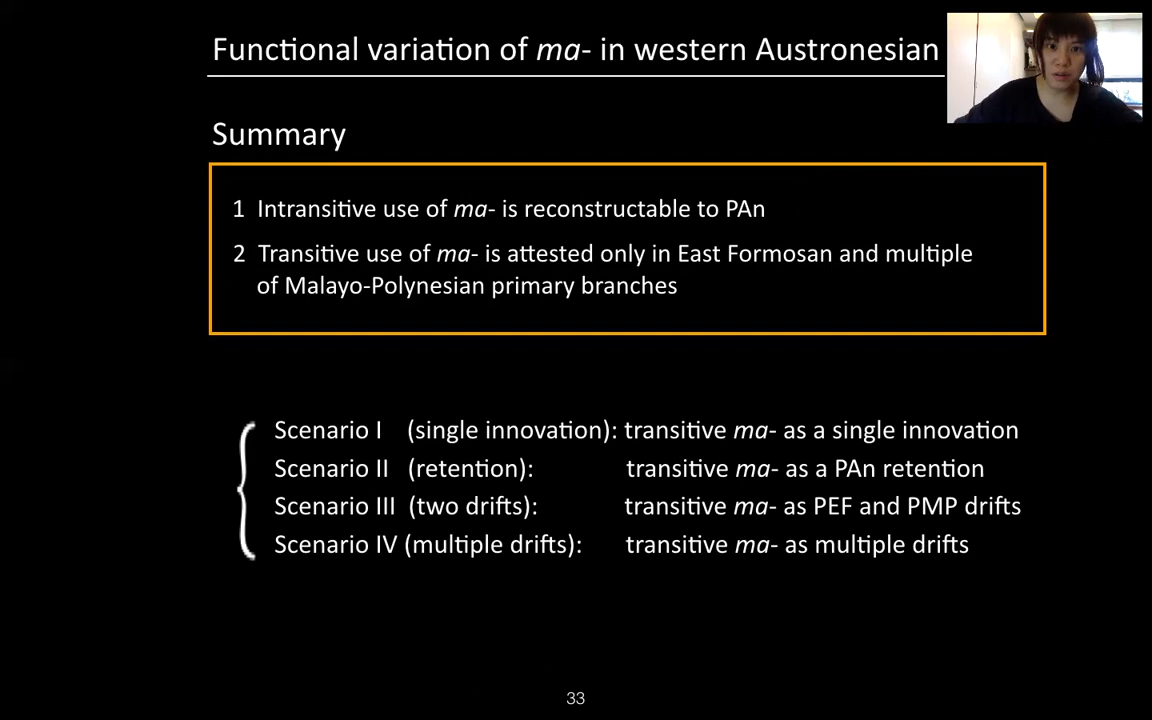 Functional variation of ma- in western Austronesian
Summary
1 Intransitive use of ma- is reconstructable to PAn
2 Transitive use of ma- is attested only in East Formosan and multiple
of Malayo-Polynesian primary branches
Scenario I (single innovation): transitive ma- as a single innovation
Scenario II (retention): transitive ma- as a PAn retention
Scenario III (two drifts): transitive ma- as PEF and PMP drifts
Scenario IV (multiple drifts): transitive ma- as multiple drifts
33